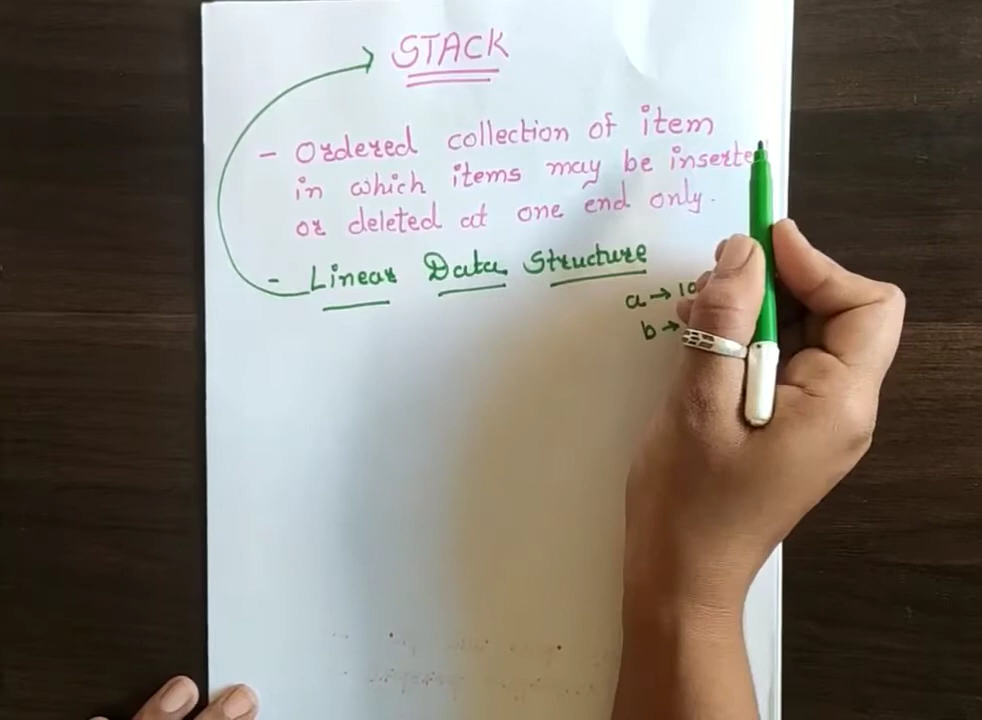 STACK
- Ordered collection of item
in which items may be inserted
or deleted at one end only.
- Linear Data Structure
a → 10
b →